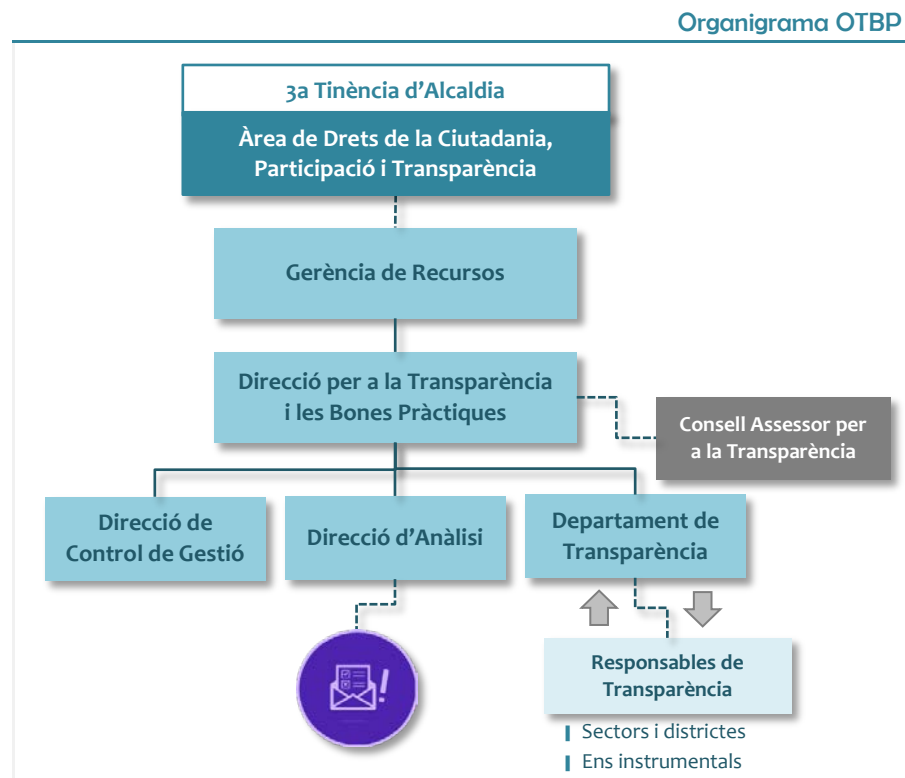 Organigrama OTBP
3a Tinència d'Alcaldia
Àrea de Drets de la Ciutadania,
Participació i Transparència
Gerència de Recursos
Direcció per a la Transparència
i les Bones Pràctiques
Consell Assessor per
a la Transparència
Direcció de
Control de Gestió
Direcció d'Anàlisi
Departament de
Transparència
Responsables de
Transparència
Sectors i districtes
Ens instrumentals